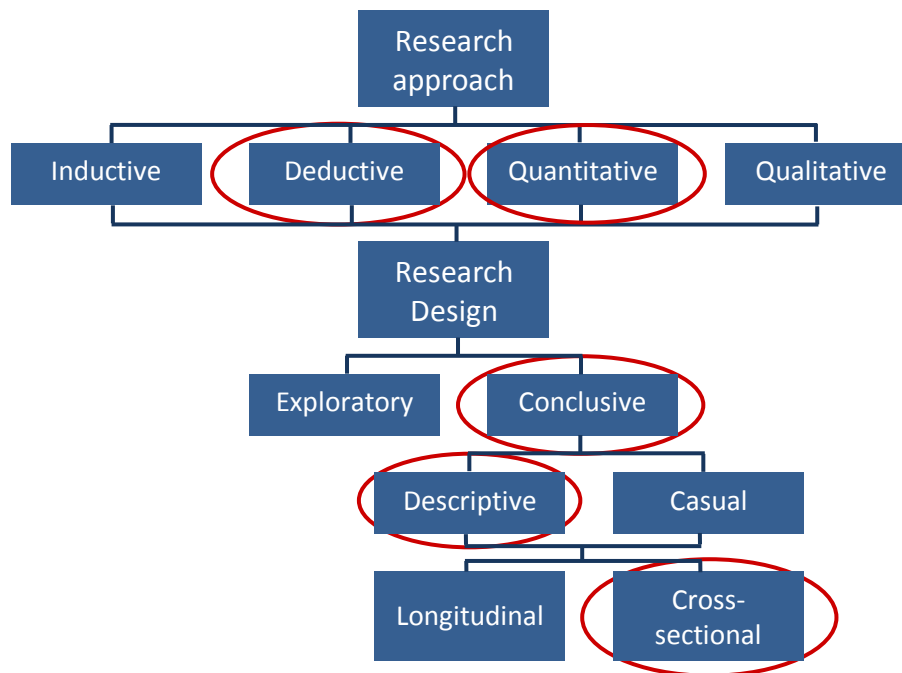 Research
approach
Inductive
Deductive
Quantitative
Qualitative
Research
Design
Exploratory
Conclusive
Descriptive
Casual
Longitudinal
Cross-
sectional